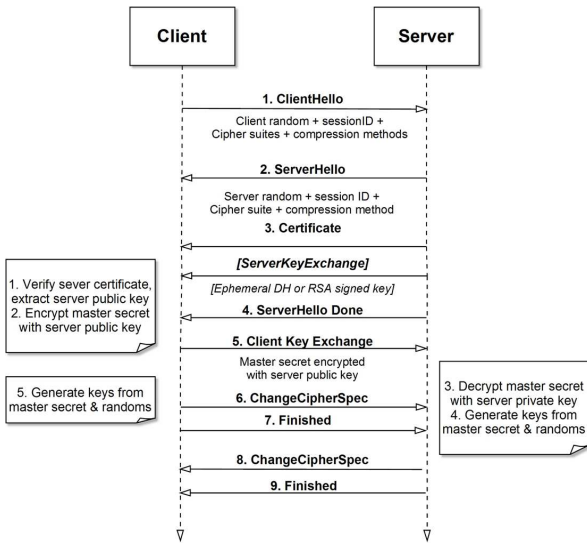 Client
Server
1. ClientHello
Client random + sessionID +
Cipher suites + compression methods
2. ServerHello
Server random + session ID +
Cipher suite + compression method
3. Certificate
[ServerKeyExchange]
[Ephemeral DH or RSA signed key]
1. Verify sever certificate,
extract server public key
2. Encrypt master secret
with server public key
4. ServerHello Done
5. Client Key Exchange
Master secret encrypted
with server public key
5. Generate keys from
master secret & randoms
6. ChangeCipherSpec
7. Finished
3. Decrypt master secret
with server private key
4. Generate keys from
master secret & randoms
8. ChangeCipherSpec
9. Finished